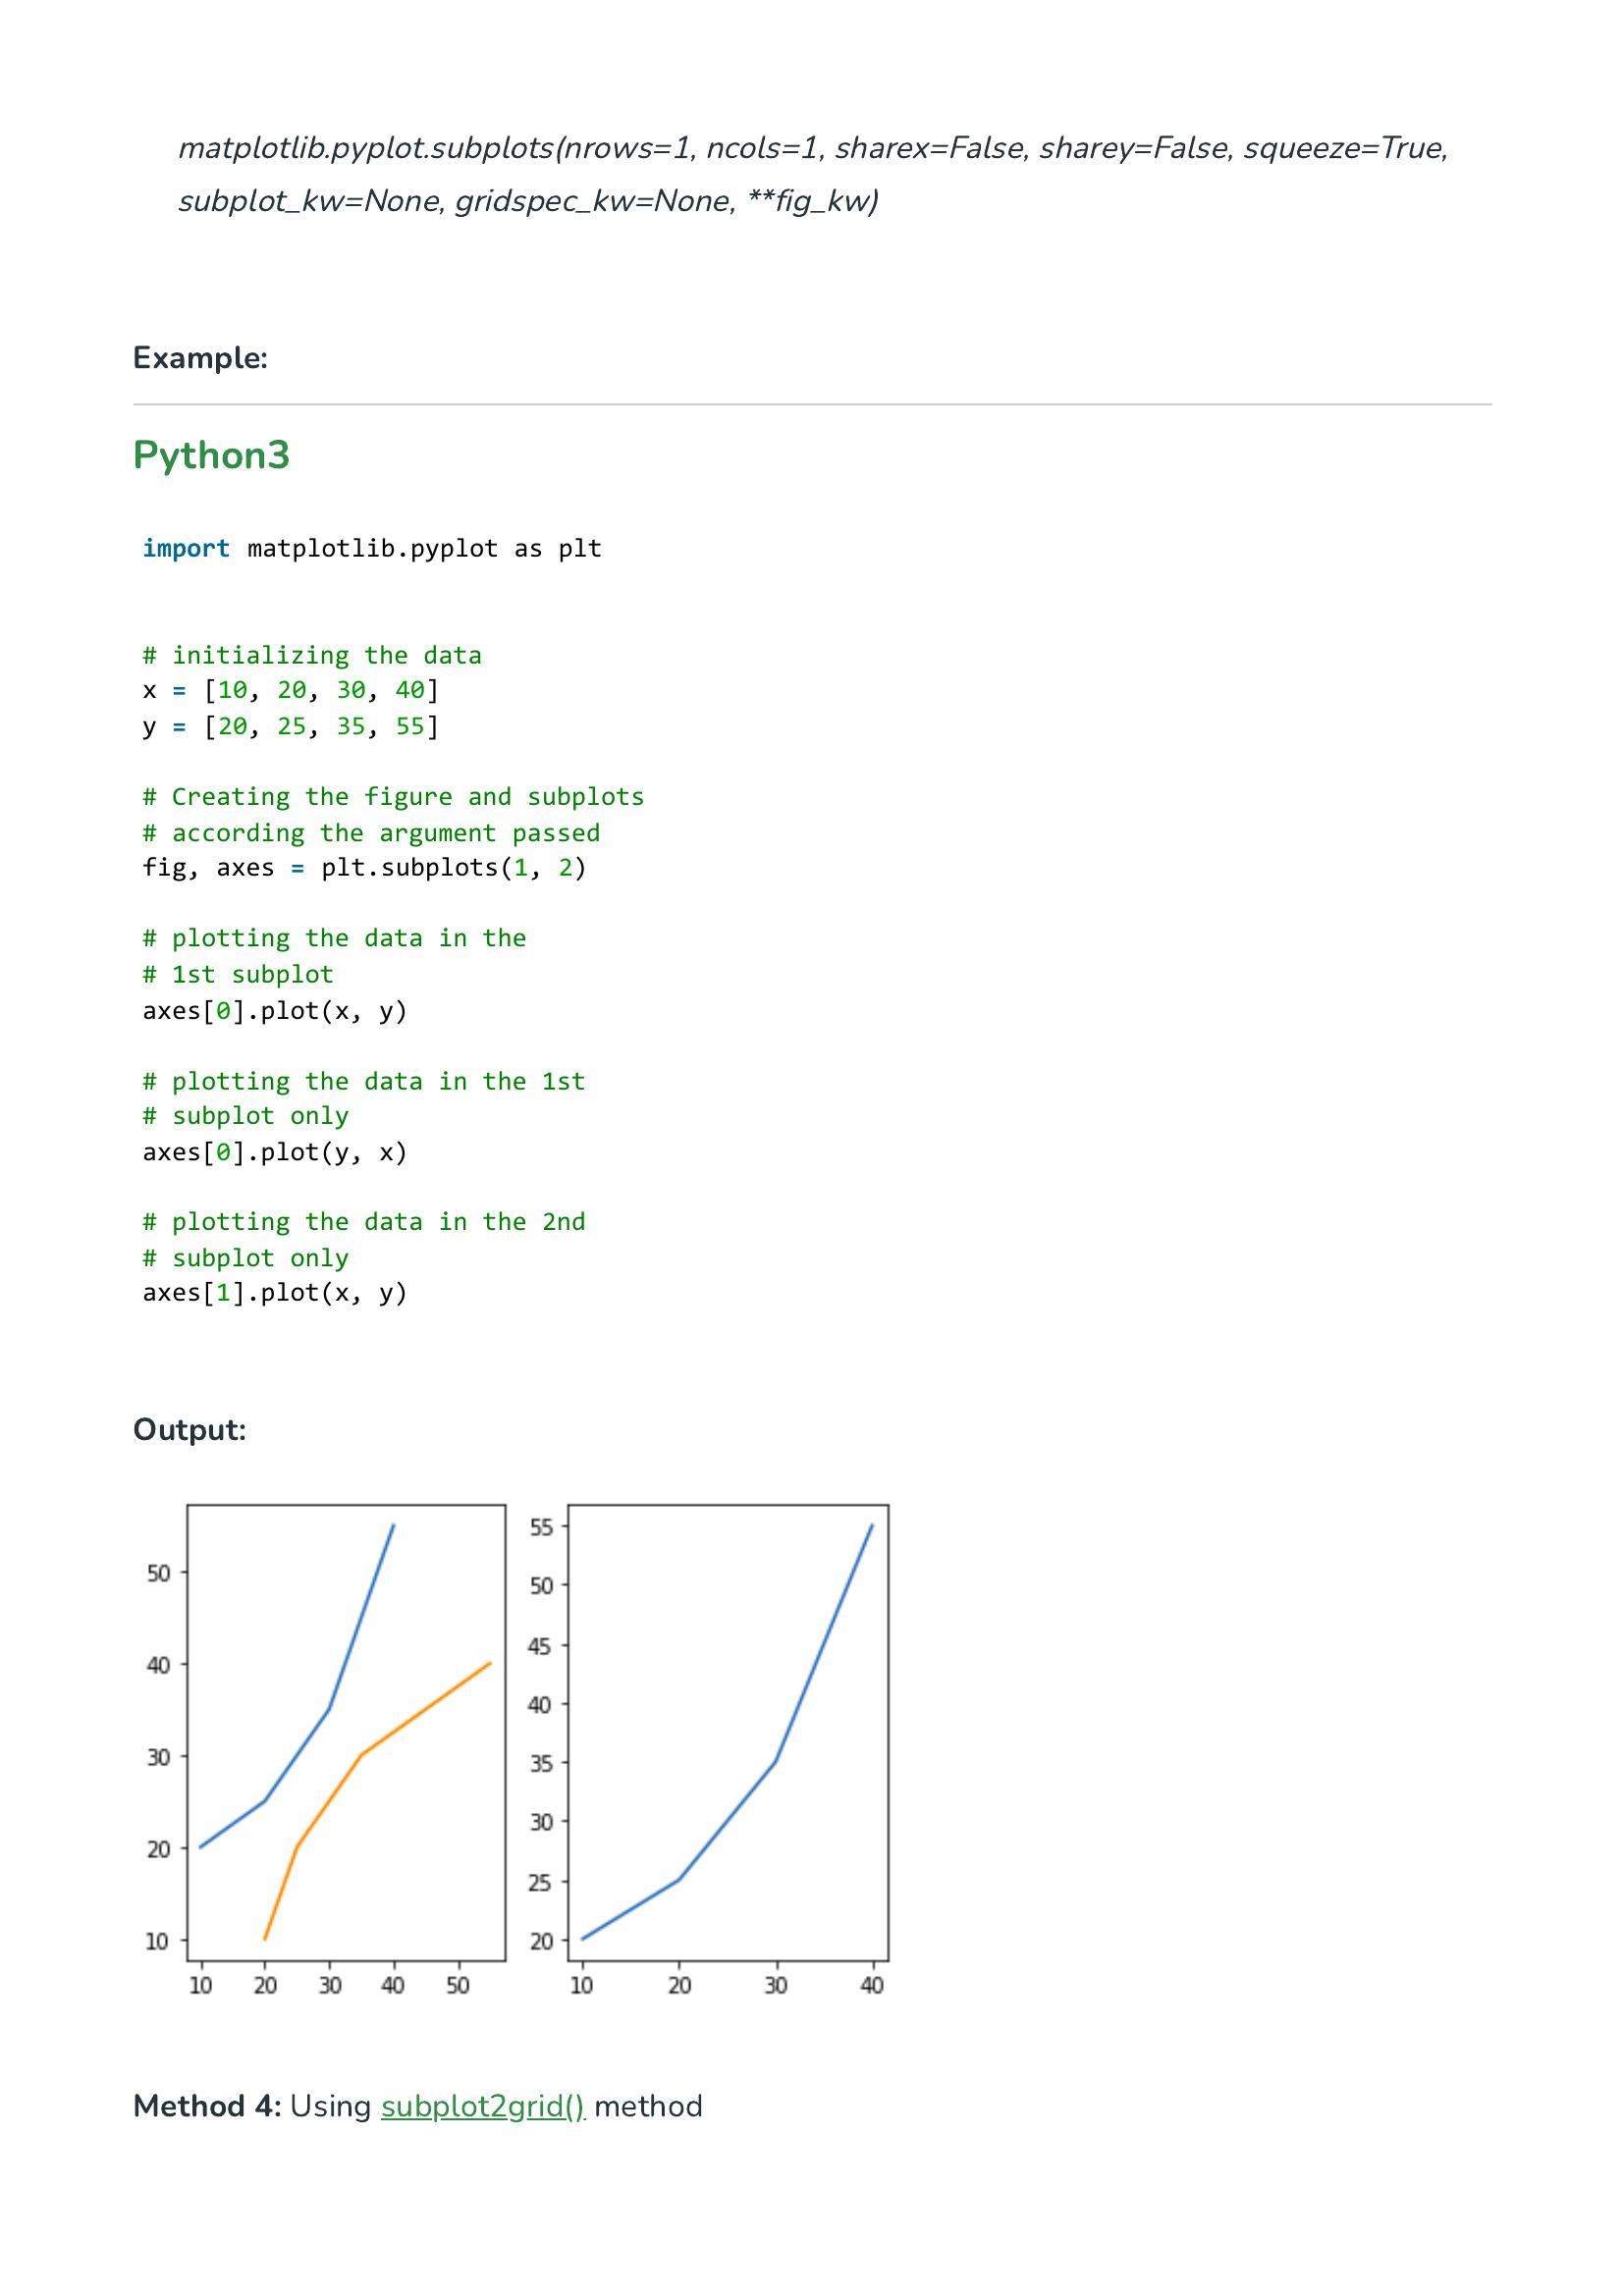 matplotlib.pyplot.subplots(nrows=1, ncols=1, sharex=False, sharey=False, squeeze=True,
subplot_kw=None, gridspec_kw=None, **fig_kw)
Example:
Python3
import matplotlib.pyplot as plt
# initializing the data
x = [10, 20, 30, 40]
y = [20, 25, 35, 55]
# Creating the figure and subplots
# according the argument passed
fig, axes = plt.subplots(1, 2)
# plotting the data in the
# 1st subplot
axes[0].plot(x, y)
# plotting the data in the 1st
# subplot only
axes[0].plot(y, x)
# plotting the data in the 2nd
# subplot only
axes[1].plot(x, y)
Output:
50
40
30
20
10
10 20 30 40 50
55
50
45
40
35
30
25
20
10 20 30 40
Method 4: Using subplot2grid() method